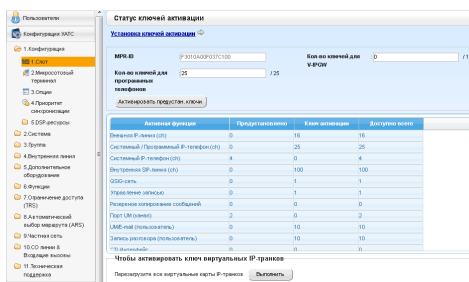 Пользователи
Конфигурация УАТС
1.Конфигурация
1.Слот
2.Микросотовый терминал
3.Опции
4.Приоритет синхронизации
5.DSP-ресурсы
2.Система
3.Группа
4.Внутренняя линия
5.Дополнительное оборудование
6.Функции
7.Ограничение доступа (TRS)
8.Автоматический выбор маршрута (ARS)
9.Частная сеть
10.CO линии & Входящие вызовы
11.Техническая поддержка
Статус ключей активации
Установка ключей активации
MPR-ID
Кол-во ключей для V-IPGW :0 / 1
Кол-во ключей для программных телефонов :25 / 25
Активировать предустан. ключи
Активная функция Предустановлено Ключ активации Доступно всего
Внешняя IP-линия (ch) 0 16 16
Системный / Программный IP-телефон (ch) 0 25 25
Системный IP-телефон (ch) 4 0 4
Внутренняя SIP-линия (ch) 0 100 100
QSIG-сеть 0 1 1
Управление записью 0 1 1
Резервное копирование сообщений 0 0 0
Порт UM (канал) 2 0 2
UM/E-mail (пользователь) 0 10 10
Запись разговора (пользователь) 0 10 10
Чтобы активировать ключ виртуальных IP-транков
Перезагрузите все виртуальные карты IP-транков Выполнить